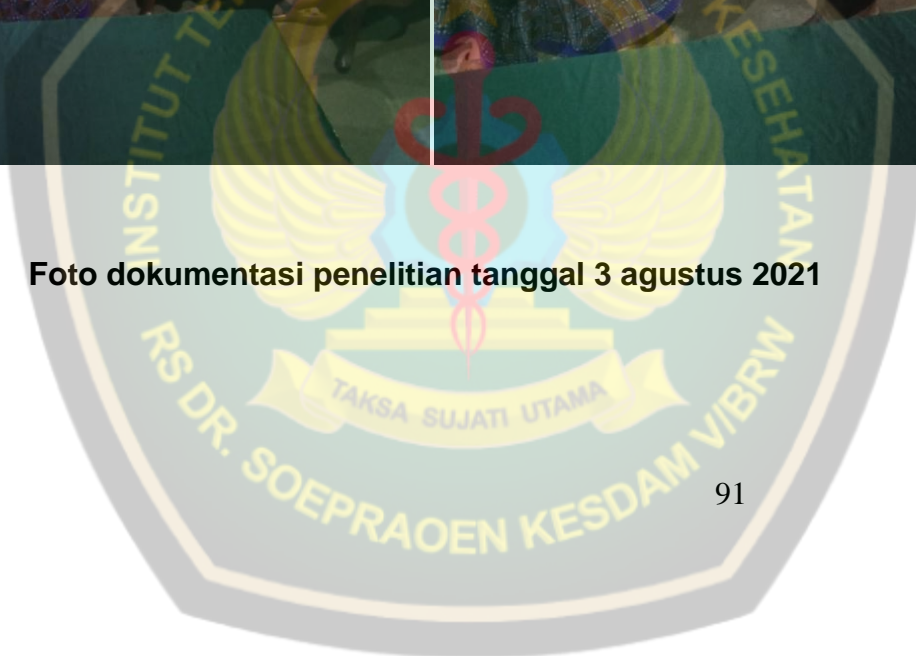 INSTITUT TE
KESEHATAN
Foto dokumentasi penelitian tanggal 3 agustus 2021
TAKSA SUJATI UTAMA
RS DR. SOEPRAOEN KESDAM V/BRW
91